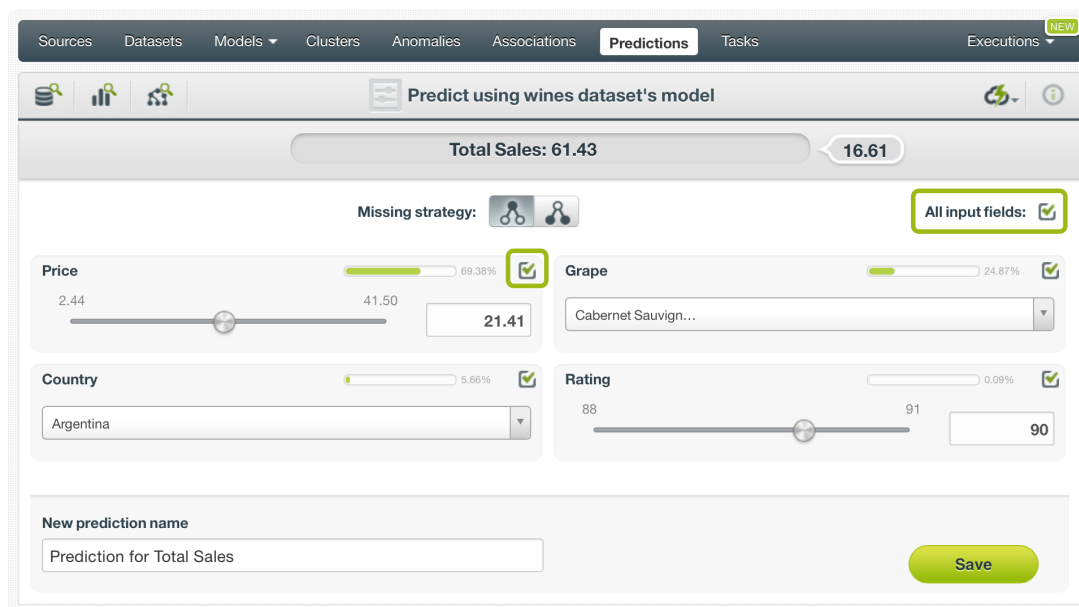 NEW
Sources Datasets Models Clusters Anomalies Associations Predictions Tasks Executions
Predict using wines dataset's model
Total Sales: 61.43 16.61
Missing strategy: All input fields:
Price 69.38% Grape 24.87%
2.44 41.50
21.41 Cabernet Sauvign...
Country 5.66% Rating 0.09%
88 91
Argentina 90
New prediction name
Prediction for Total Sales
Save